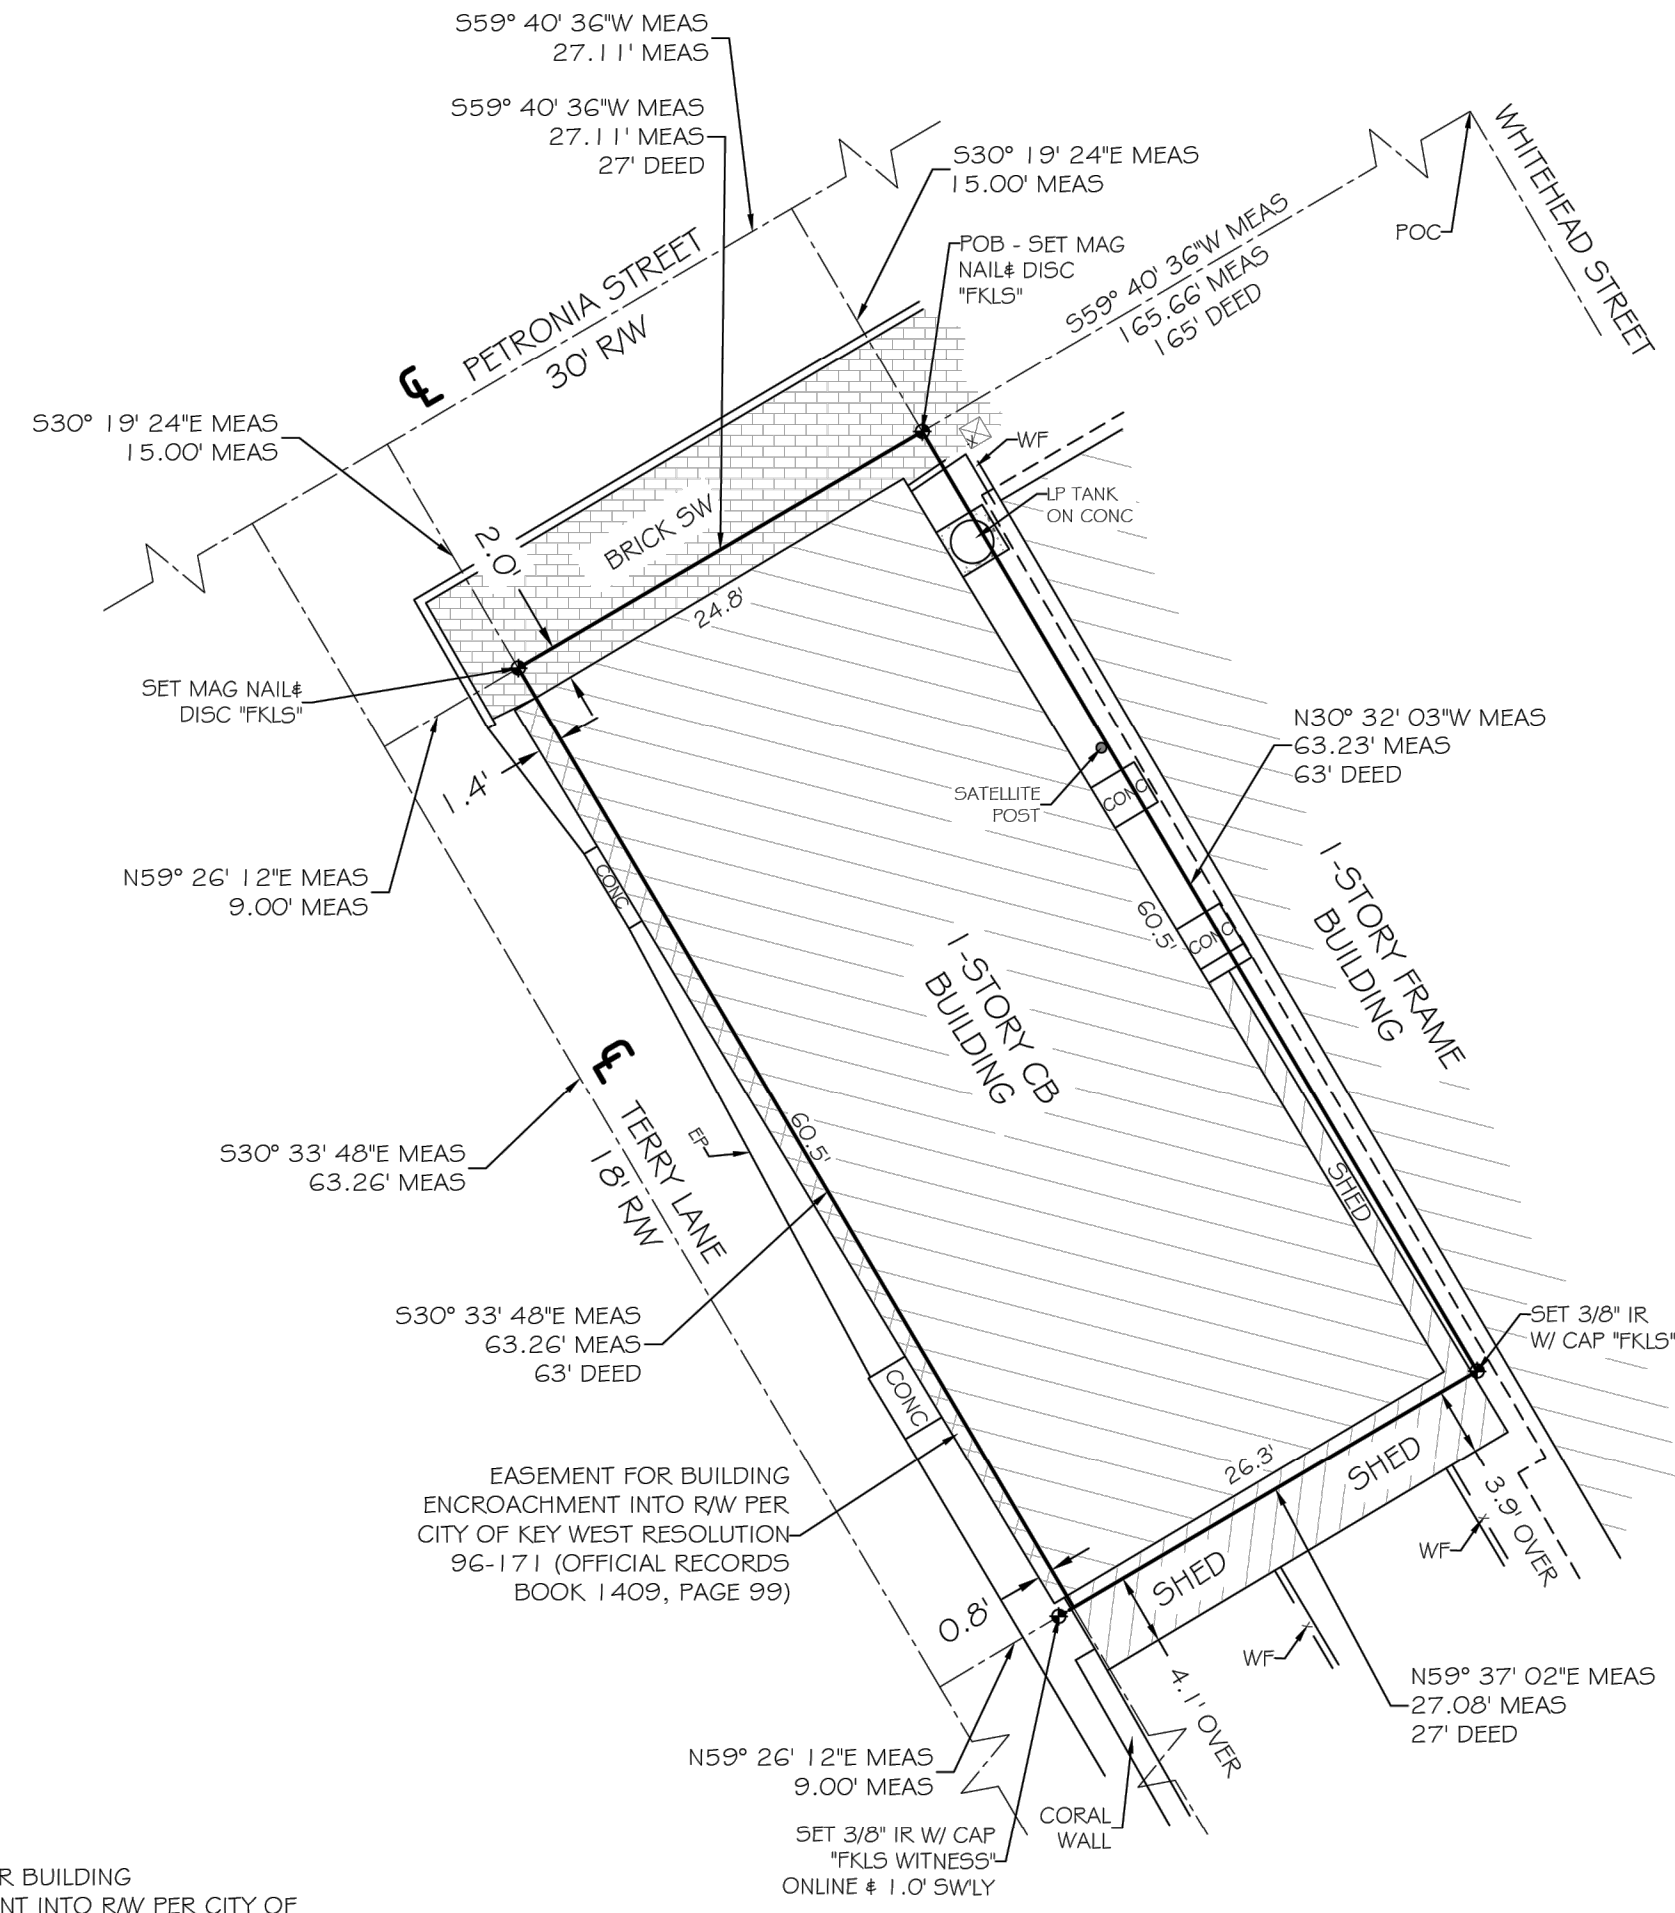 S59° 40' 36"W MEAS
27.11' MEAS
S59° 40' 36"W MEAS
27.11' MEAS
27' DEED
S30° 19' 24"E MEAS
15.00' MEAS
WHITEHEAD STREET
POC
POB - SET MAG
NAIL& DISC
"FKLS"
S59° 40' 36"W MEAS
165.66' MEAS
165' DEED
PETRONIA STREET
30' R/W
S30° 19' 24"E MEAS
15.00' MEAS
WF
LP TANK
ON CONC
2.0'
BRICK SW
24.8'
SET MAG NAIL&
DISC "FKLS"
1.4'
N30° 32' 03"W MEAS
63.23' MEAS
63' DEED
SATELLITE
POST
CONC
N59° 26' 12"E MEAS
9.00' MEAS
CONC
60.5'
CONC
1-STORY FRAME
BUILDING
1-STORY CB
BUILDING
TERRY LANE
18' R/W
EP
60.5'
S30° 33' 48"E MEAS
63.26' MEAS
SHED
S30° 33' 48"E MEAS
63.26' MEAS
63' DEED
SET 3/8" IR
W/ CAP "FKLS"
CONC
EASEMENT FOR BUILDING
ENCROACHMENT INTO R/W PER
CITY OF KEY WEST RESOLUTION
96-171 (OFFICIAL RECORDS
BOOK 1409, PAGE 99)
26.3'
SHED
3.9' OVER
WF
SHED
0.8'
WF
4.1' OVER
N59° 37' 02"E MEAS
27.08' MEAS
27' DEED
N59° 26' 12"E MEAS
9.00' MEAS
CORAL
WALL
SET 3/8" IR W/ CAP
"FKLS WITNESS"
ONLINE & 1.0' SW'LY
R BUILDING
NT INTO R/W PER CITY OF